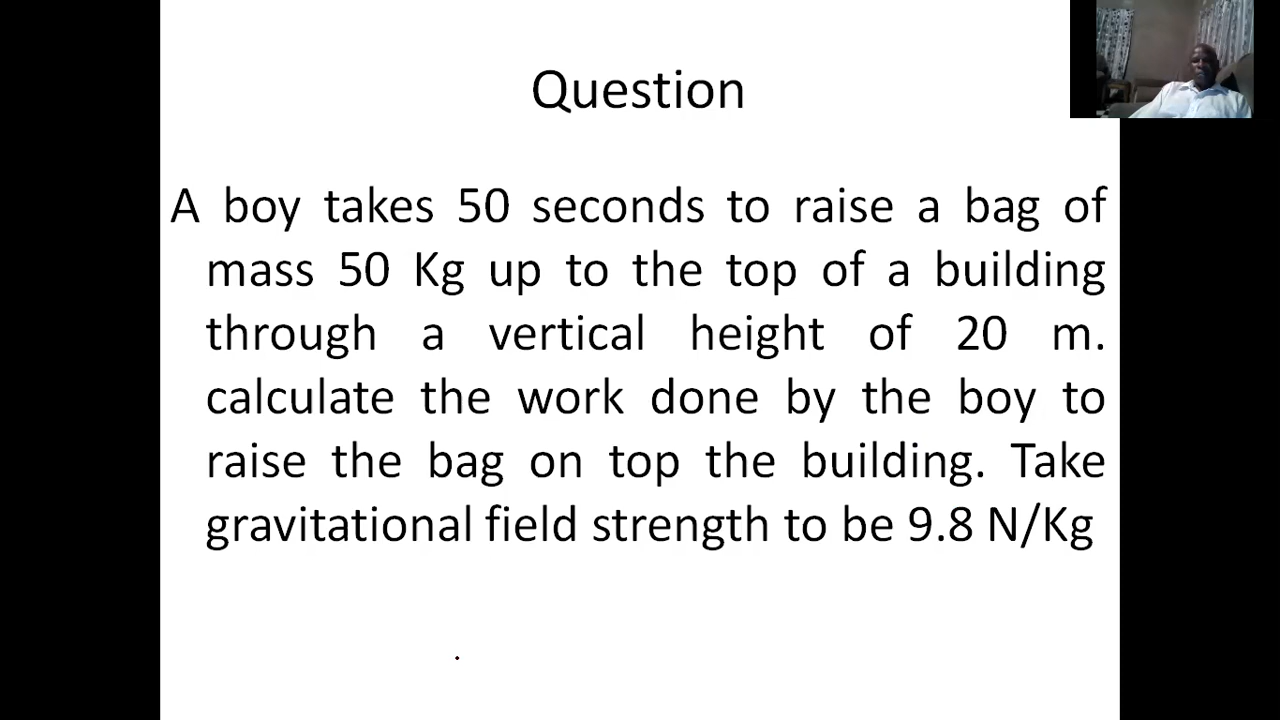 Question
A boy takes 50 seconds to raise a bag of
mass 50 Kg up to the top of a building
through a vertical height of 20 m.
calculate the work done by the boy to
raise the bag on top the building. Take
gravitational field strength to be 9.8 N/Kg
.